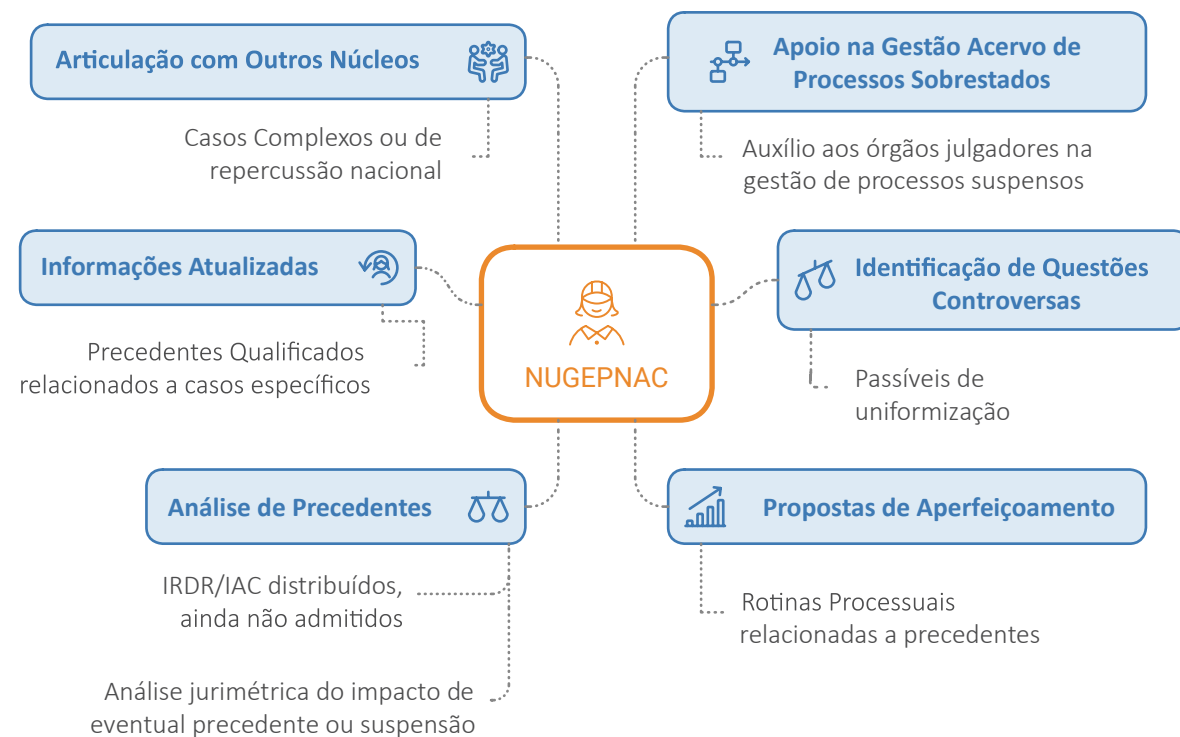 Articulação com Outros Núcleos
Casos Complexos ou de
repercussão nacional
Apoio na Gestão Acervo de
Processos Sobrestados
Auxílio aos órgãos julgadores na
gestão de processos suspensos
Informações Atualizadas
Precedentes Qualificados
relacionados a casos específicos
NUGEPNAC
Identificação de Questões
Controversas
Passíveis de
uniformização
Análise de Precedentes
IRDR/IAC distribuídos,
ainda não admitidos
Análise jurimétrica do impacto de
eventual precedente ou suspensão
Propostas de Aperfeiçoamento
Rotinas Processuais
relacionadas a precedentes